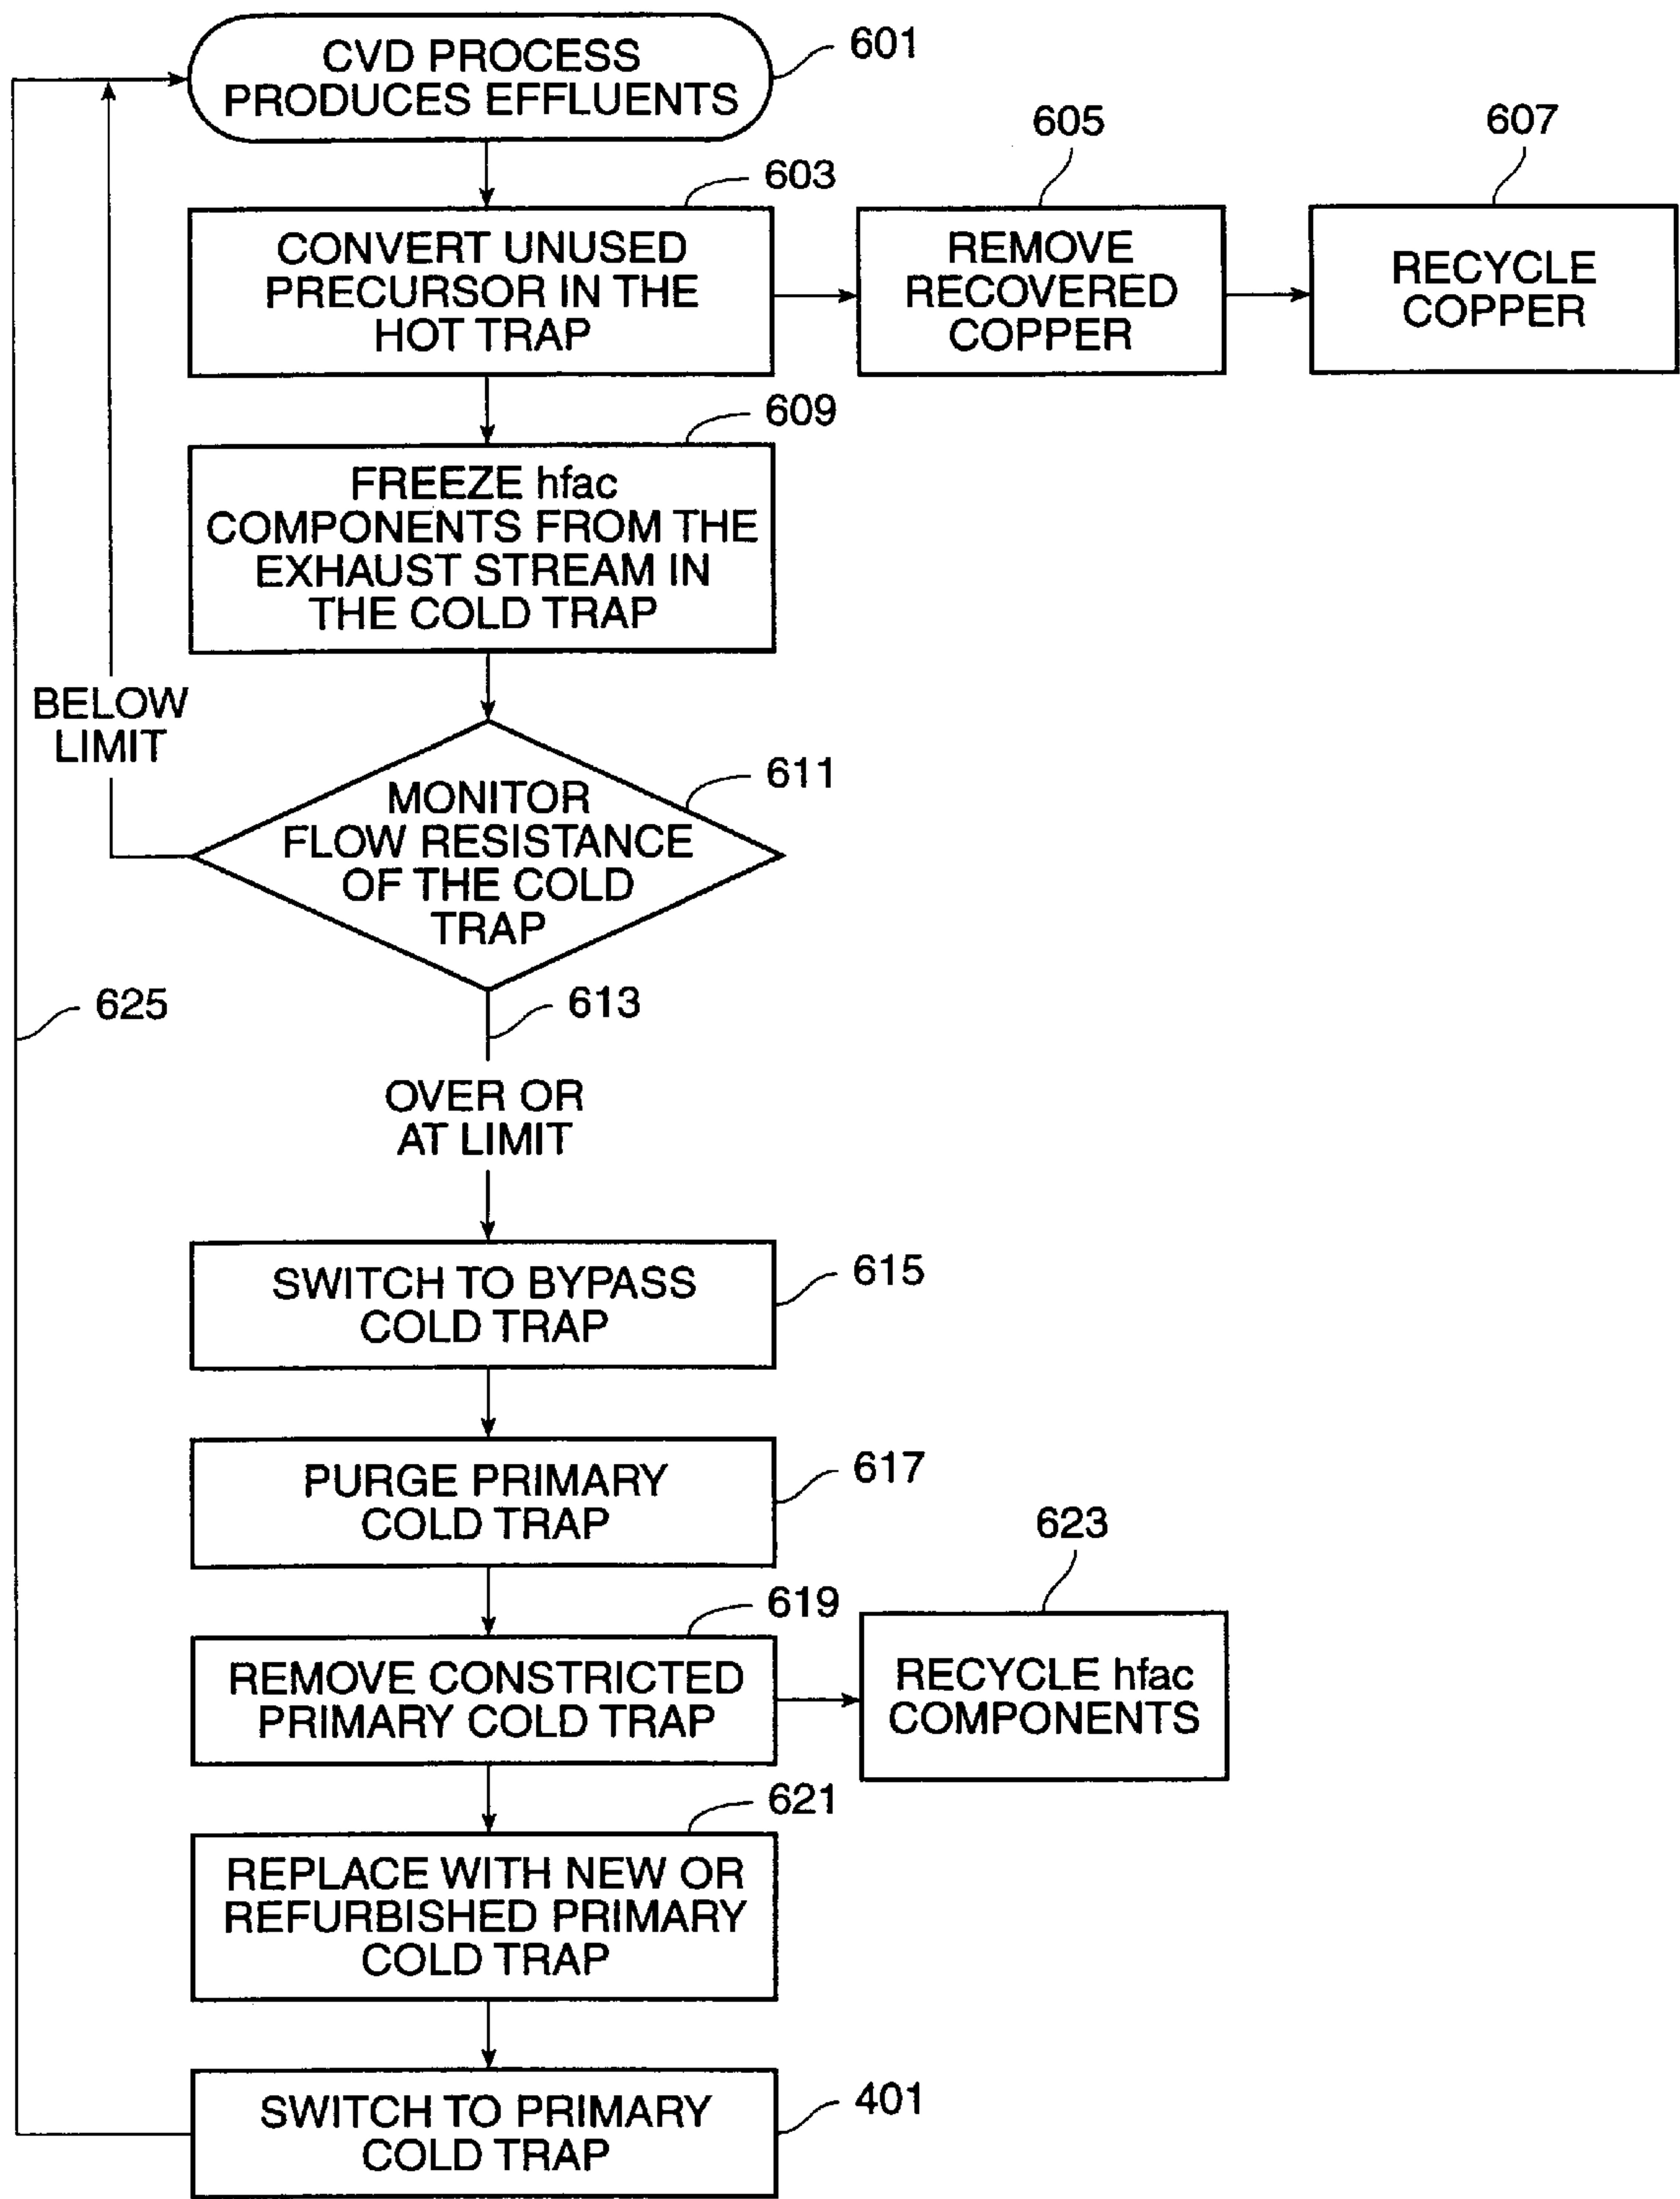 CVD PROCESS
PRODUCES EFFLUENTS
601
603
CONVERT UNUSED
PRECURSOR IN THE
HOT TRAP
605
REMOVE
RECOVERED
COPPER
607
RECYCLE
COPPER
609
FREEZE hfac
COMPONENTS FROM THE
EXHAUST STREAM IN
THE COLD TRAP
BELOW
LIMIT
611
MONITOR
FLOW RESISTANCE
OF THE COLD
TRAP
625
613
OVER OR
AT LIMIT
SWITCH TO BYPASS
COLD TRAP
615
PURGE PRIMARY
COLD TRAP
617
619
REMOVE CONSTRICTED
PRIMARY COLD TRAP
623
RECYCLE hfac
COMPONENTS
621
REPLACE WITH NEW OR
REFURBISHED PRIMARY
COLD TRAP
SWITCH TO PRIMARY
COLD TRAP
401